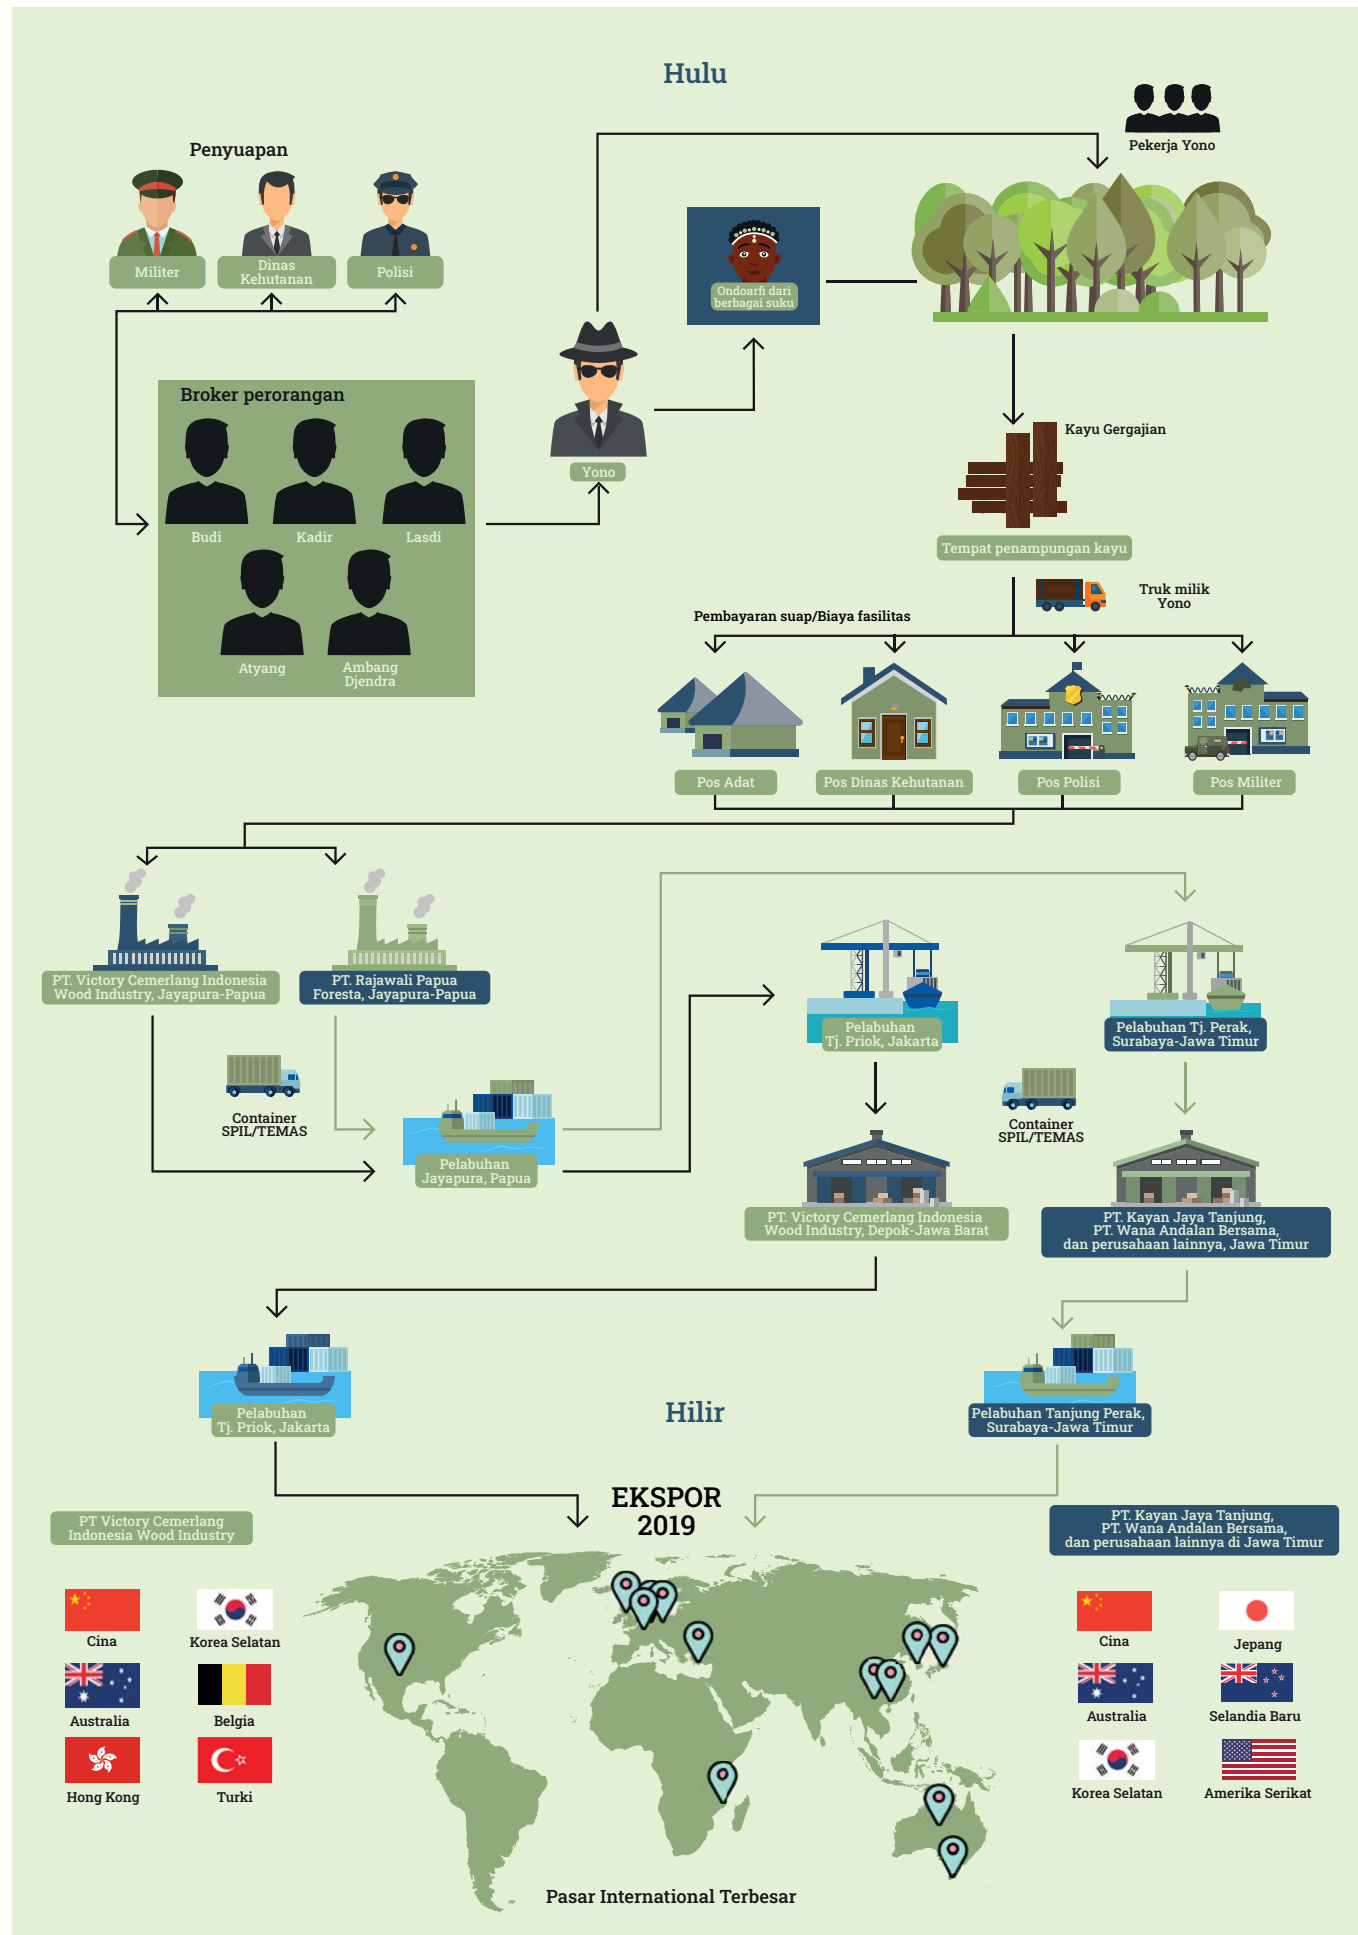 Hulu
Pekerja Yono
Penyuapan
Militer
Dinas
Kehutanan
Polisi
Ondoarfi dari
berbagai suku
Broker perorangan
Budi
Kadir
Lasdi
Atyang
Ambang
Djendra
Yono
Kayu Gergajian
Tempat penampungan kayu
Truk milik
Yono
Pembayaran suap/Biaya fasilitas
Pos Adat
Pos Dinas Kehutanan
Pos Polisi
Pos Militer
PT. Victory Cemerlang Indonesia
Wood Industry, Jayapura-Papua
PT. Rajawali Papua
Foresta, Jayapura-Papua
Container
SPIL/TEMAS
Pelabuhan
Jayapura, Papua
Pelabuhan
Tj. Priok, Jakarta
Pelabuhan Tj. Perak,
Surabaya-Jawa Timur
Container
SPIL/TEMAS
PT. Victory Cemerlang Indonesia
Wood Industry, Depok-Jawa Barat
PT. Kayan Jaya Tanjung,
PT. Wana Andalan Bersama,
dan perusahaan lainnya, Jawa Timur
Pelabuhan
Tj. Priok, Jakarta
Hilir
Pelabuhan Tanjung Perak,
Surabaya-Jawa Timur
EKSPOR
2019
PT Victory Cemerlang
Indonesia Wood Industry
Cina
Korea Selatan
Australia
Belgia
Hong Kong
Turki
PT. Kayan Jaya Tanjung,
PT. Wana Andalan Bersama,
dan perusahaan lainnya di Jawa Timur
Cina
Jepang
Australia
Selandia Baru
Korea Selatan
Amerika Serikat
Pasar International Terbesar